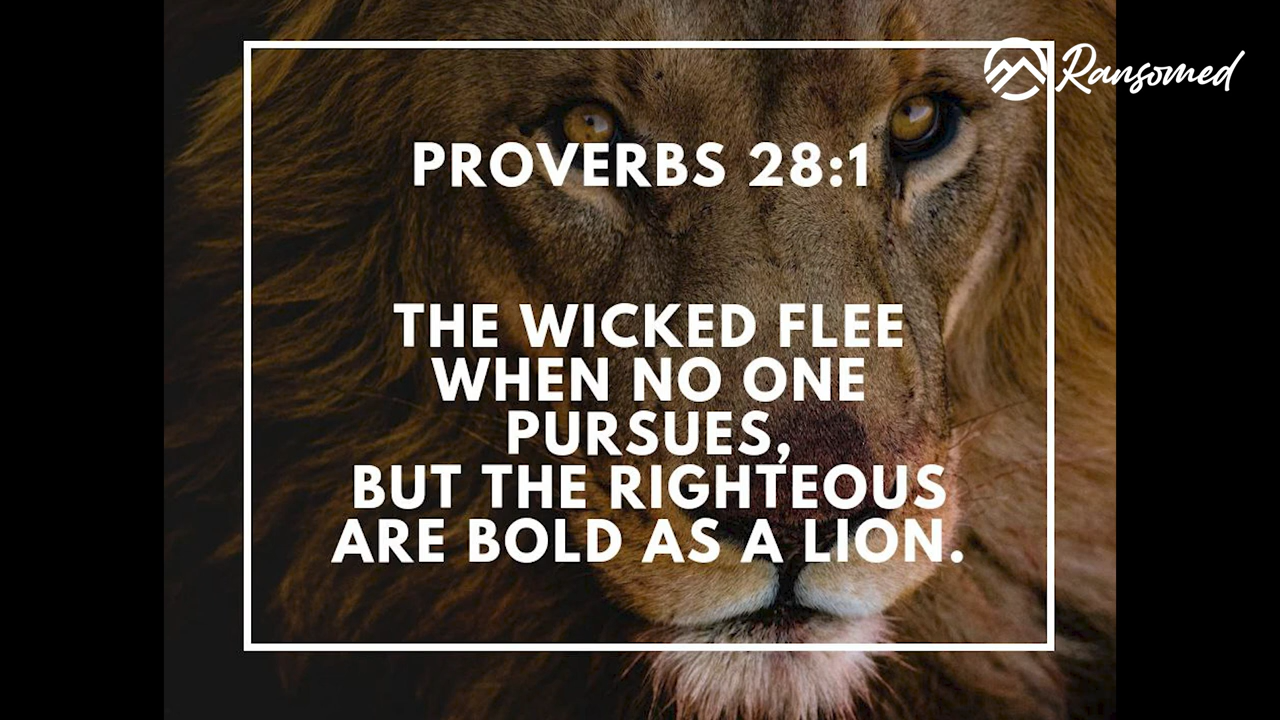 Ransomed
PROVERBS 28:1
THE WICKED FLEE
WHEN NO ONE
PURSUES,
BUT THE RIGHTEOUS
ARE BOLD AS A LION.